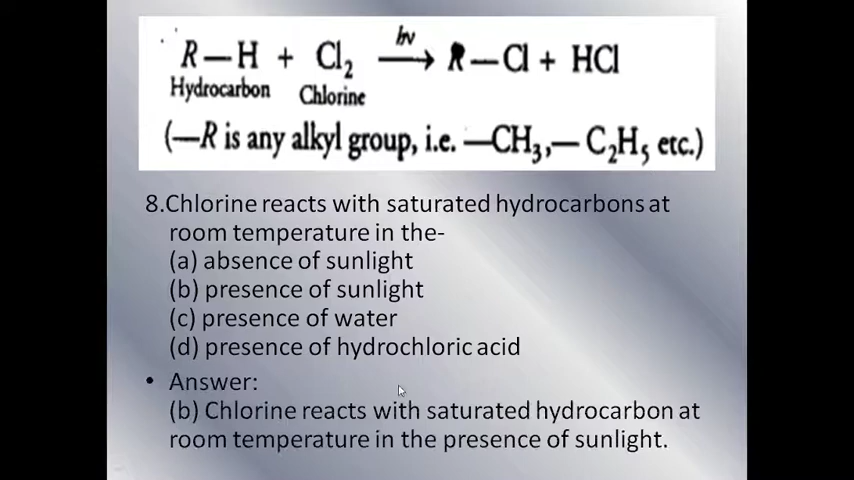 R—H + Cl₂ —hν→ R—Cl + HCl
Hydrocarbon Chlorine
(—R is any alkyl group, i.e. —CH₃,— C₂H₅ etc.)
8.Chlorine reacts with saturated hydrocarbons at
room temperature in the-
(a) absence of sunlight
(b) presence of sunlight
(c) presence of water
(d) presence of hydrochloric acid
• Answer:
(b) Chlorine reacts with saturated hydrocarbon at
room temperature in the presence of sunlight.